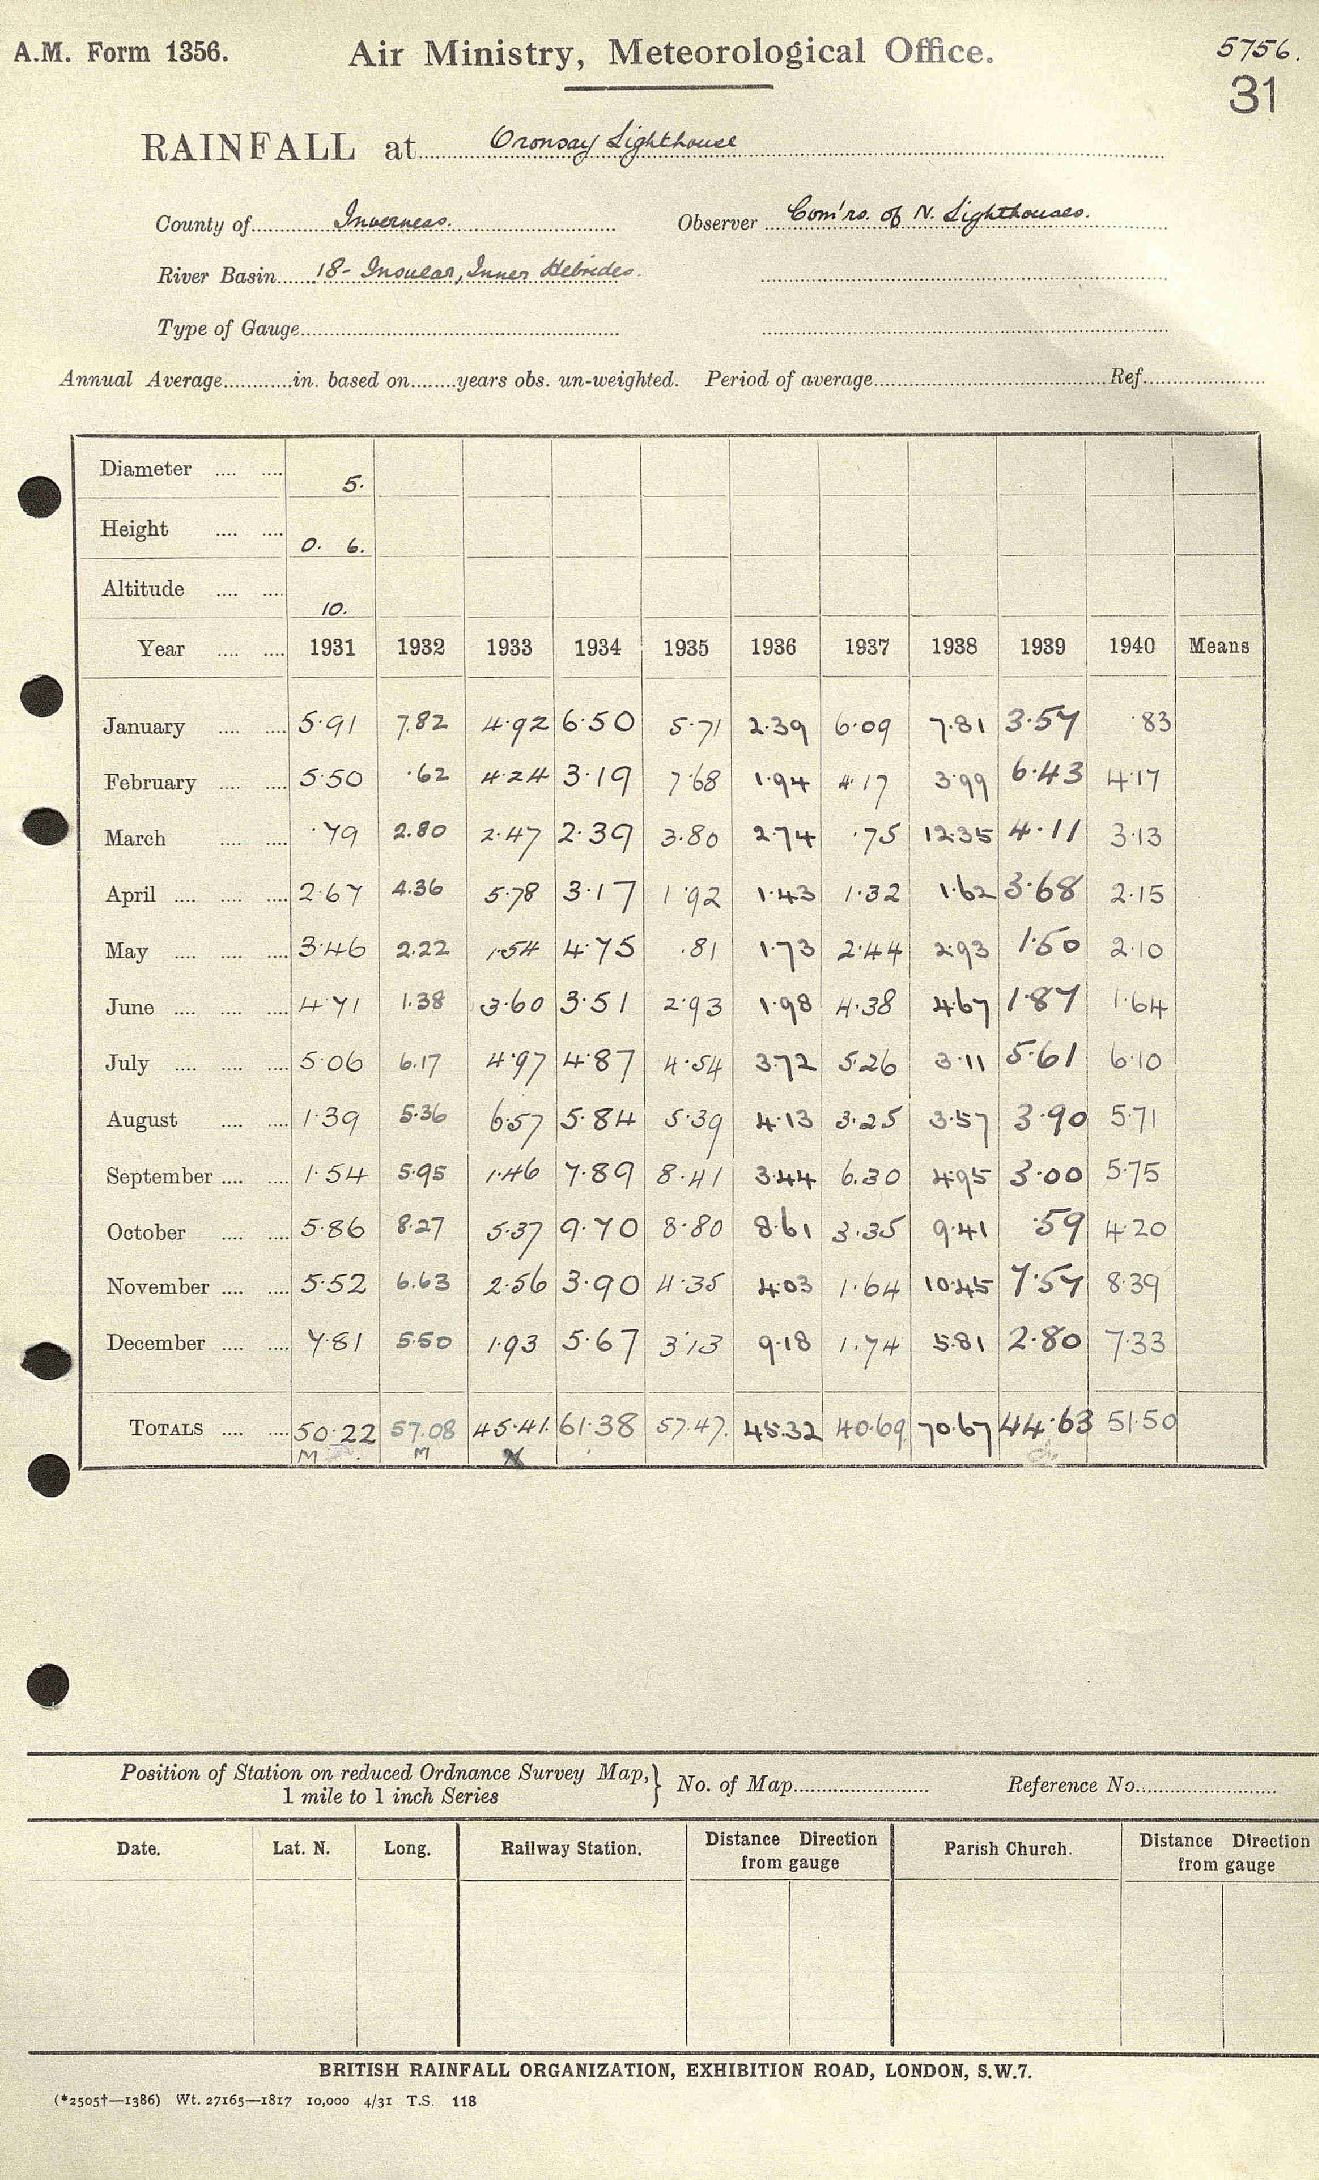 A.M. Form 1356. Air Ministry, Meteorological Office. 5756.
31
RAINFALL at Oronsay Lighthouse
County of Inverness. Observer Com'rs. of N. Lighthouses.
River Basin 18- Insular, Inner Hebrides.
Type of Gauge
Annual Average in. based on years obs. un-weighted. Period of average Ref
Diameter 5.
Height 0. 6.
Altitude 10.
Year 1931 1932 1933 1934 1935 1936 1937 1938 1939 1940 Means
January 5.91 7.82 4.92 6.50 5.71 2.39 6.09 7.81 3.57 .83
February 5.50 .62 4.24 3.19 7.68 1.94 4.17 3.99 6.43 4.17
March .79 2.80 2.47 2.39 3.80 2.74 .75 12.35 4.11 3.13
April 2.67 4.36 5.78 3.17 1.92 1.43 1.32 1.62 3.68 2.15
May 3.46 2.22 1.54 4.75 .81 1.73 2.44 2.93 1.50 2.10
June 4.71 1.38 3.60 3.51 2.93 1.98 4.38 4.67 1.87 1.64
July 5.06 6.17 4.97 4.87 4.54 3.72 5.26 3.11 5.61 6.10
August 1.39 5.36 6.57 5.84 5.39 4.13 3.25 3.57 3.90 5.71
September 1.54 5.95 1.46 7.89 8.41 3.44 6.30 4.95 3.00 5.75
October 5.86 8.27 5.37 9.70 8.80 8.61 3.35 9.41 .59 4.20
November 5.52 6.63 2.56 3.90 4.35 4.03 1.64 10.45 7.57 8.39
December 7.81 5.50 1.93 5.67 3.13 9.18 1.74 5.81 2.80 7.33
TOTALS 50.22 57.08 45.41. 61.38 57.47. 45.32 40.69 70.67 44.63 51.50
M M X
Position of Station on reduced Ordnance Survey Map, } No. of Map Reference No.
1 mile to 1 inch Series
Date. Lat. N. Long. Railway Station. Distance Direction Parish Church. Distance Direction
from gauge from gauge
BRITISH RAINFALL ORGANIZATION, EXHIBITION ROAD, LONDON, S.W.7.
(*2505†—1386) Wt. 27165—1817 10,000 4/31 T.S. 118